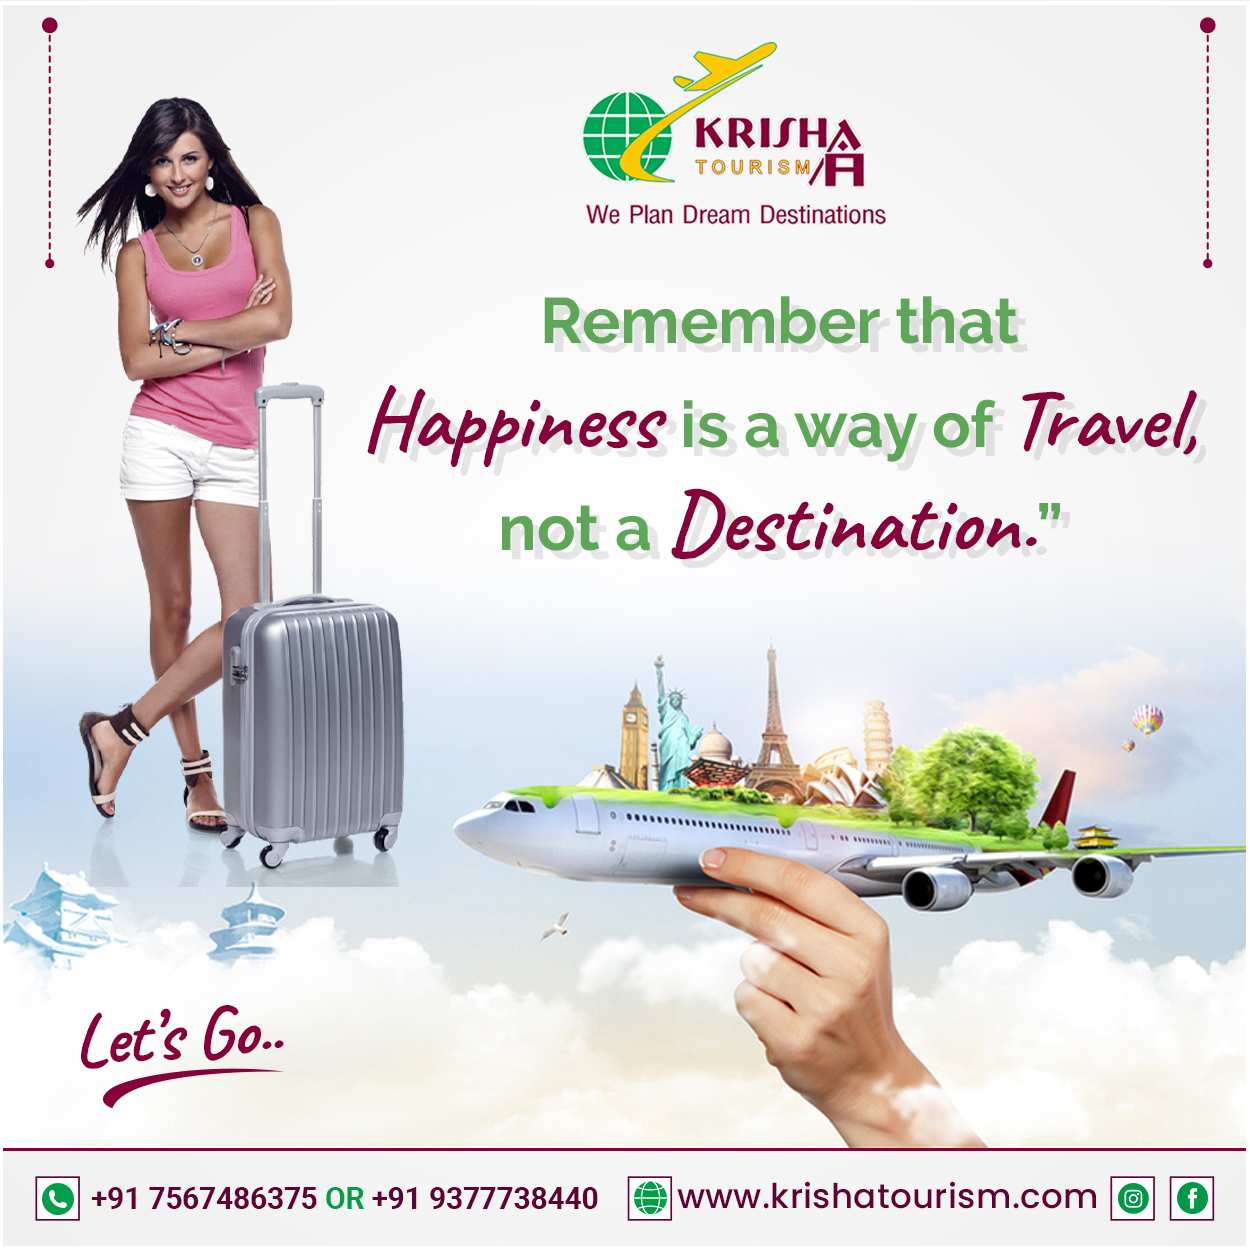 KRISHA
TOURISM
We Plan Dream Destinations
Remember that
Happiness is a way of Travel,
not a Destination.”
Let's Go..
+91 7567486375 OR +91 9377738440
www.krishatourism.com